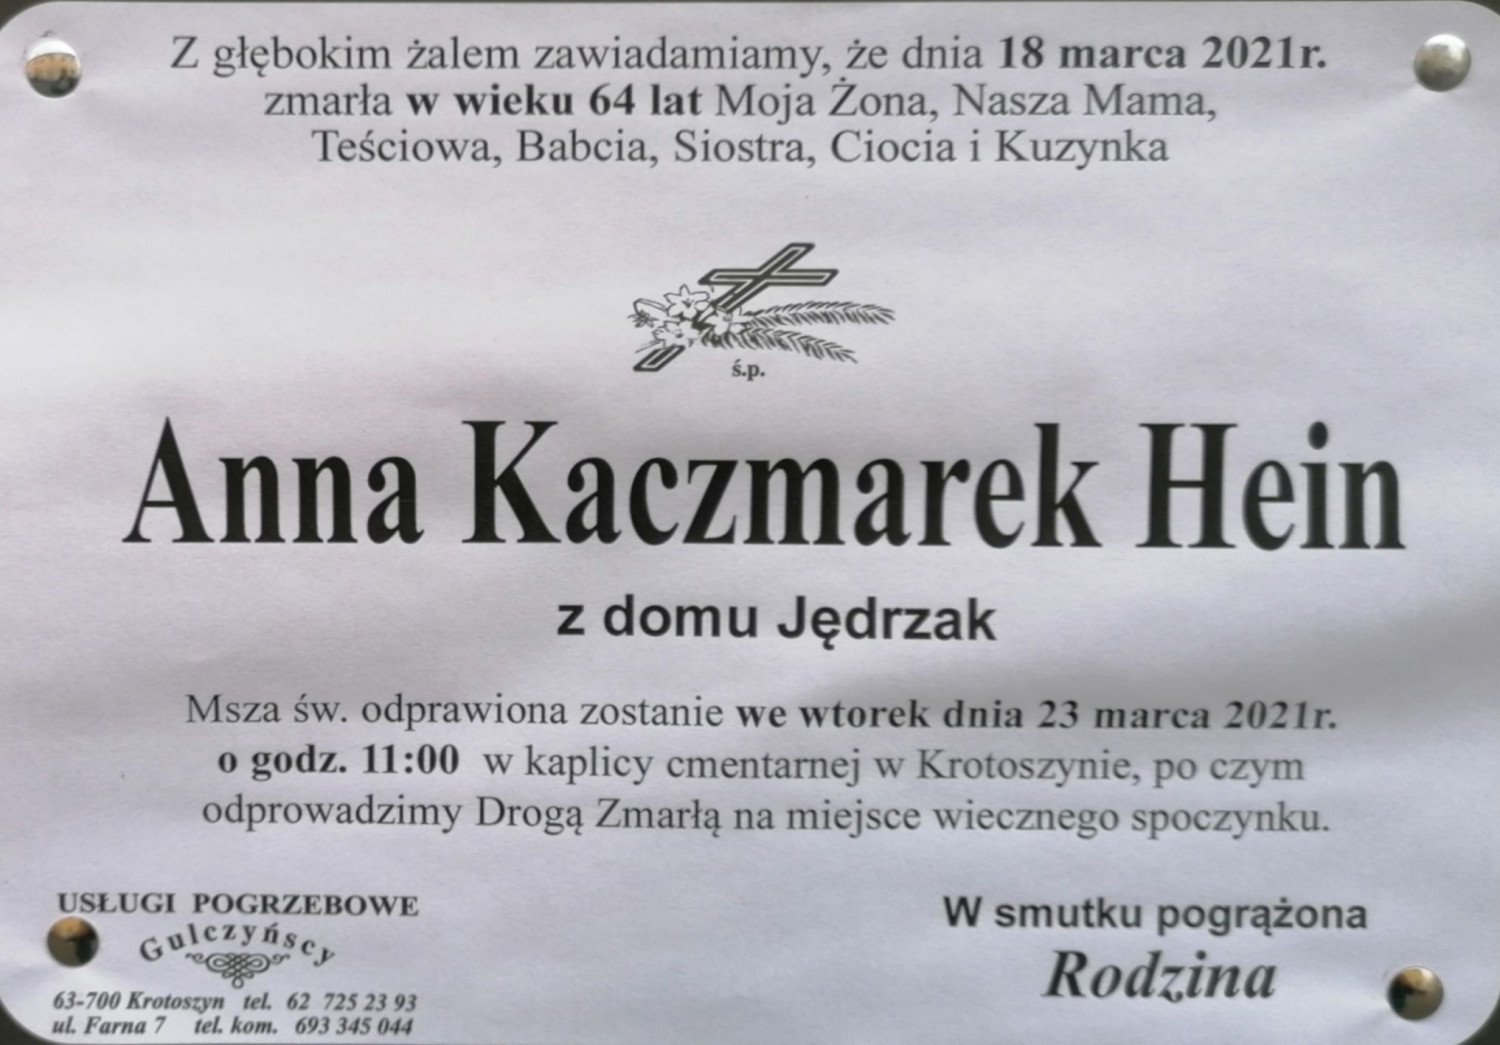 Z głębokim żalem zawiadamiamy, że dnia 18 marca 2021r.
zmarła w wieku 64 lat Moja Żona, Nasza Mama,
Teściowa, Babcia, Siostra, Ciocia i Kuzynka
ś.p.
Anna Kaczmarek Hein
z domu Jędrzak
Msza św. odprawiona zostanie we wtorek dnia 23 marca 2021r.
o godz. 11:00 w kaplicy cmentarnej w Krotoszynie, po czym
odprowadzimy Drogą Zmarłą na miejsce wiecznego spoczynku.
USŁUGI POGRZEBOWE
Gulczyńscy
63-700 Krotoszyn tel. 62 725 23 93
ul. Farna 7 tel. kom. 693 345 044
W smutku pogrążona
Rodzina